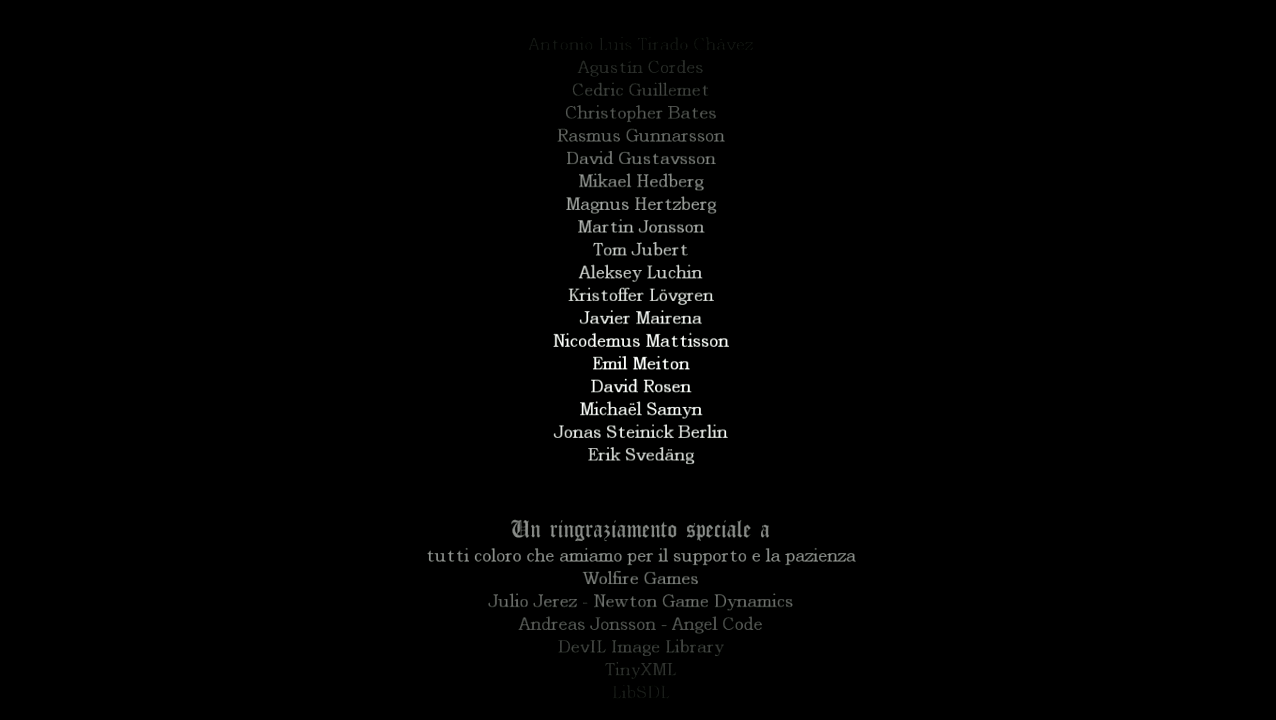 Antonio Luis Tirado Chávez
Agustin Cordes
Cedric Guillemet
Christopher Bates
Rasmus Gunnarsson
David Gustavsson
Mikael Hedberg
Magnus Hertzberg
Martin Jonsson
Tom Jubert
Aleksey Luchin
Kristoffer Lövgren
Javier Mairena
Nicodemus Mattisson
Emil Meiton
David Rosen
Michaël Samyn
Jonas Steinick Berlin
Erik Svedäng
Un ringraziamento speciale a
tutti coloro che amiamo per il supporto e la pazienza
Wolfire Games
Julio Jerez - Newton Game Dynamics
Andreas Jonsson - Angel Code
DevIL Image Library
TinyXML
LibSDL